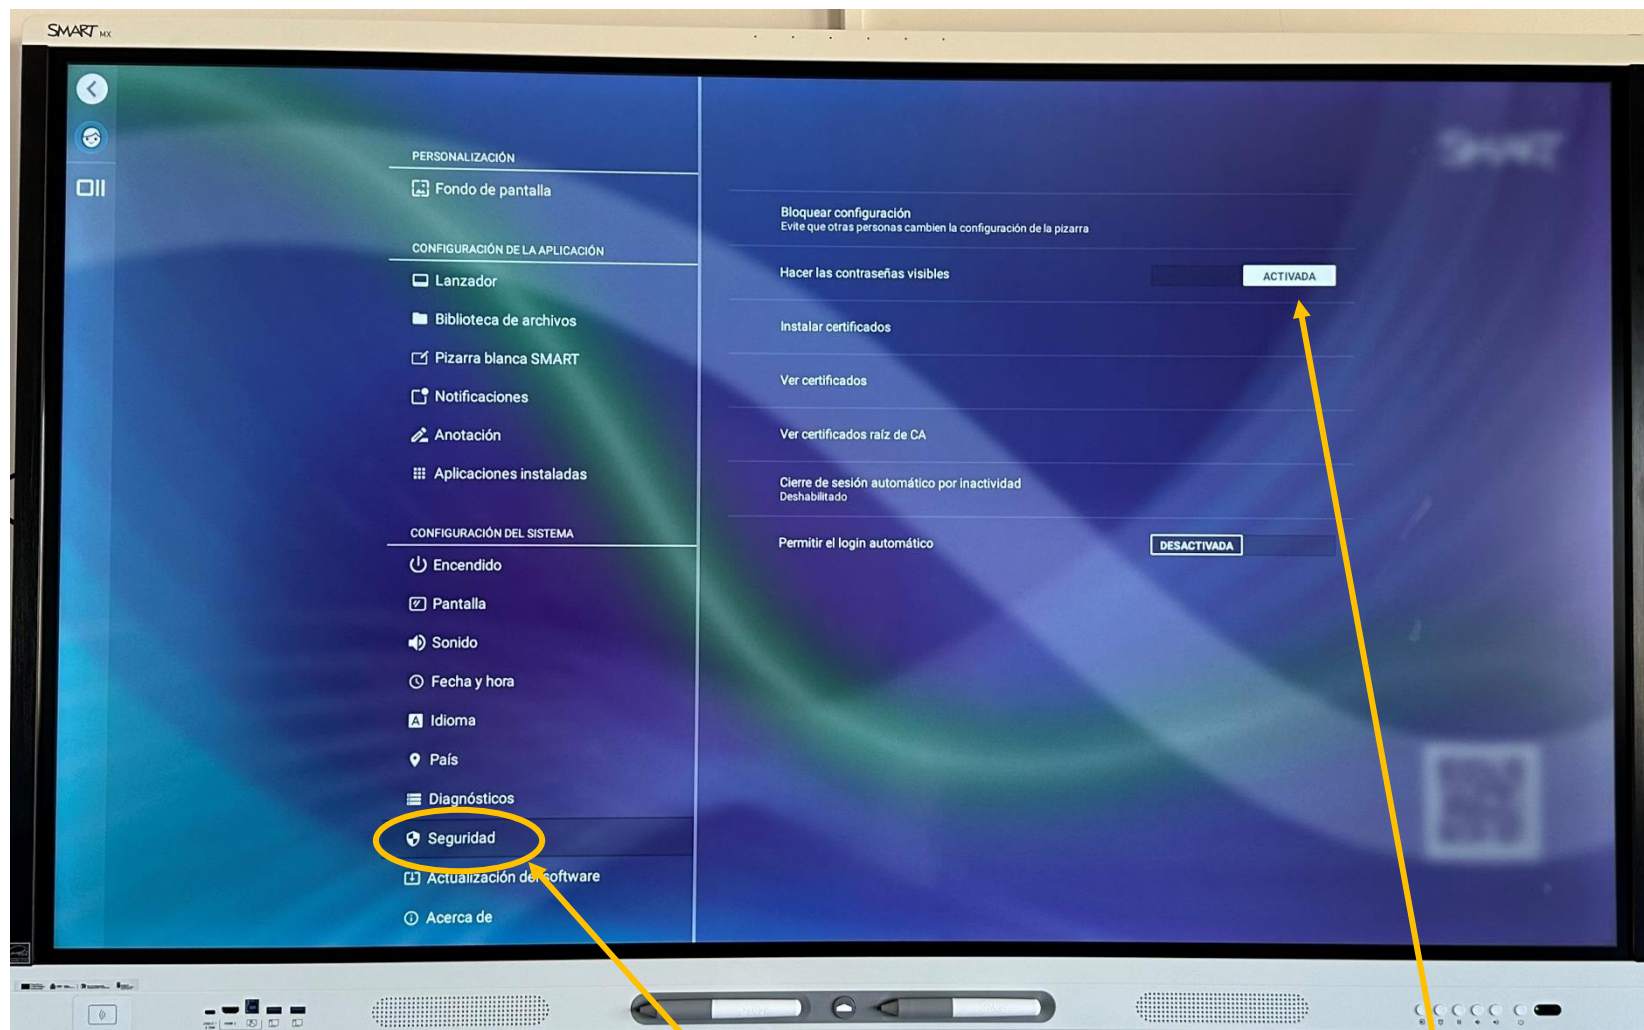 SMART MX
SMART
PERSONALIZACIÓN
Fondo de pantalla
CONFIGURACIÓN DE LA APLICACIÓN
Lanzador
Biblioteca de archivos
Pizarra blanca SMART
Notificaciones
Anotación
Aplicaciones instaladas
CONFIGURACIÓN DEL SISTEMA
Encendido
Pantalla
Sonido
Fecha y hora
Idioma
País
Diagnósticos
Seguridad
Actualización del software
Acerca de
Bloquear configuración
Evite que otras personas cambien la configuración de la pizarra
Hacer las contraseñas visibles
ACTIVADA
Instalar certificados
Ver certificados
Ver certificados raíz de CA
Cierre de sesión automático por inactividad
Deshabilitado
Permitir el login automático
DESACTIVADA